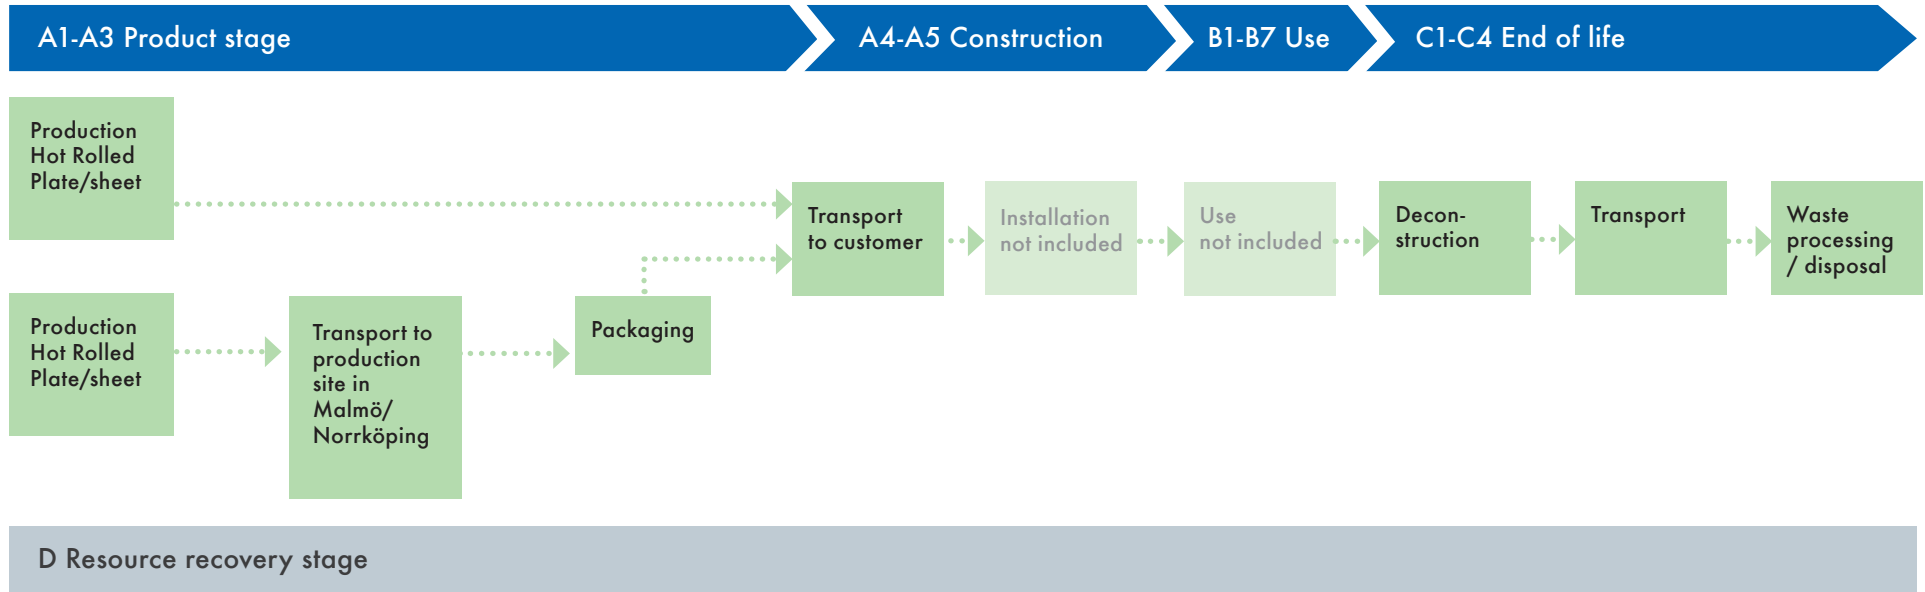 A1-A3 Product stage
A4-A5 Construction
B1-B7 Use
C1-C4 End of life
Production
Hot Rolled
Plate/sheet
Transport
to customer
Installation
not included
Use
not included
Decon-
struction
Transport
Waste
processing
/ disposal
Production
Hot Rolled
Plate/sheet
Transport to
production
site in
Malmö/
Norrköping
Packaging
D Resource recovery stage